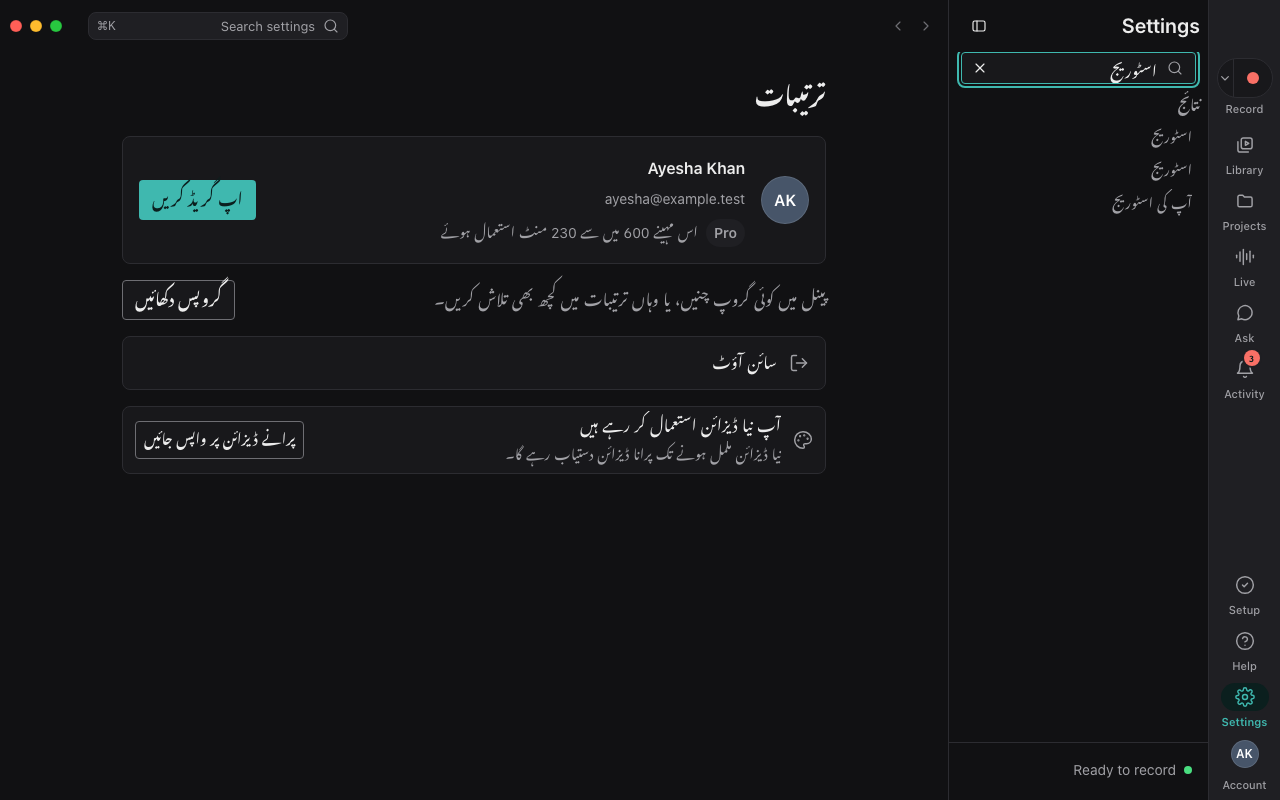 ⌘K
Search settings
Settings
اسٹوریج
نتائج
اسٹوریج
اسٹوریج
آپ کی اسٹوریج
Ready to record
ترتیبات
AK
Ayesha Khan
ayesha@example.test
Pro
اس مہینے 600 میں سے 230 منٹ استعمال ہوئے
اپ گریڈ کریں
پینل میں کوئی گروپ چنیں، یا وہاں ترتیبات میں کچھ بھی تلاش کریں۔
گروپس دکھائیں
سائن آؤٹ
آپ نیا ڈیزائن استعمال کر رہے ہیں
نیا ڈیزائن مکمل ہونے تک پرانا ڈیزائن دستیاب رہے گا۔
پرانے ڈیزائن پر واپس جائیں
Record
Library
Projects
Live
Ask
3
Activity
Setup
Help
Settings
AK
Account